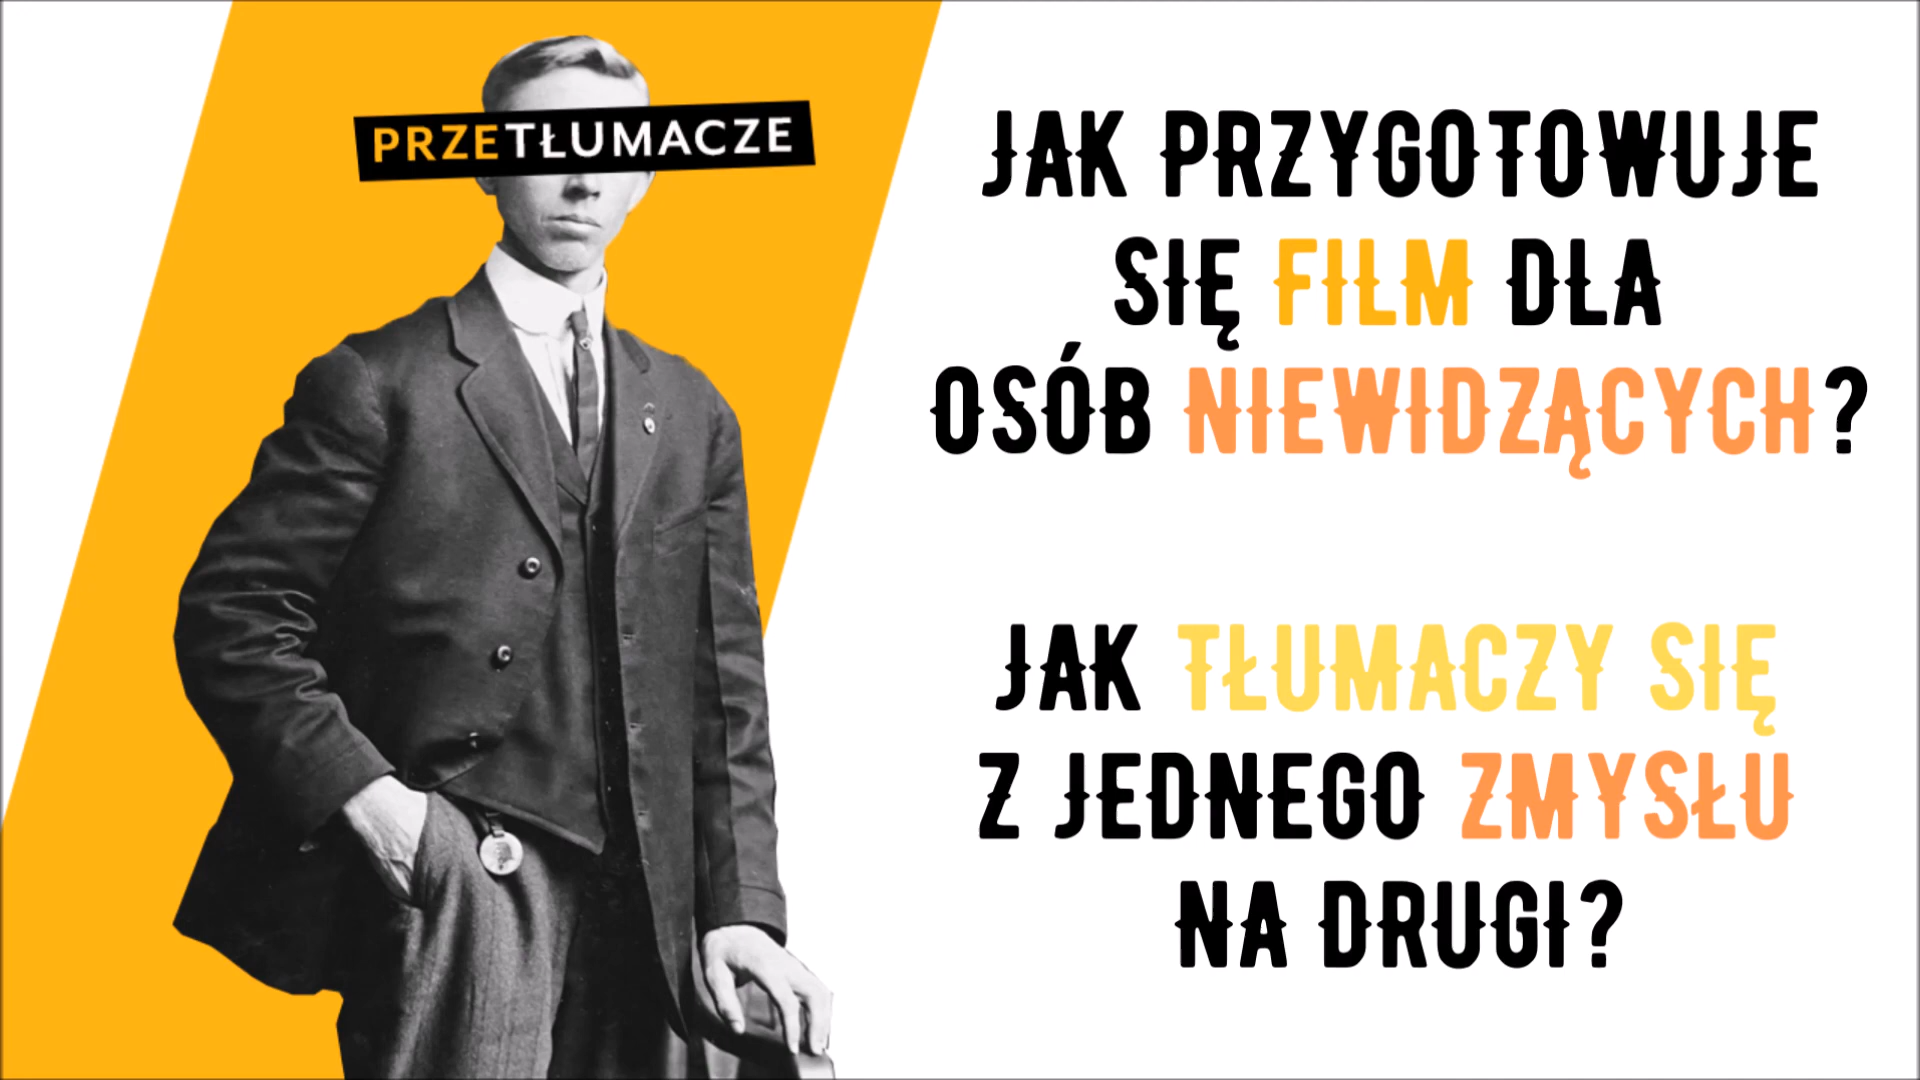 PRZETŁUMACZE
JAK PRZYGOTOWUJE
SIĘ FILM DLA
OSÓB NIEWIDZĄCYCH?
JAK TŁUMACZY SIĘ
Z JEDNEGO ZMYSŁU
NA DRUGI?